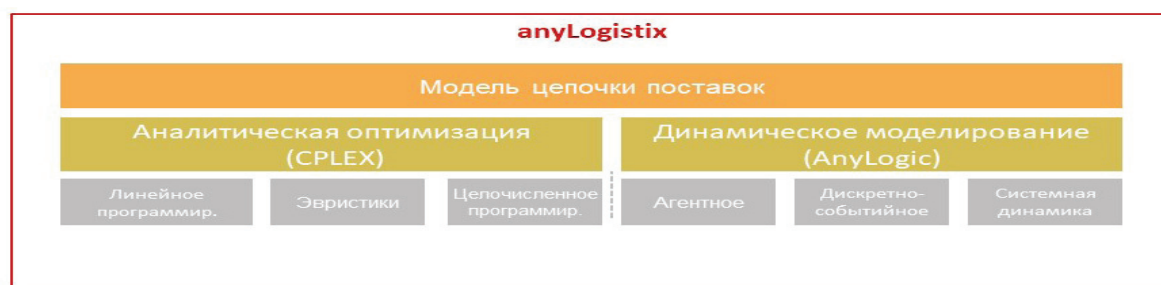 anyLogistix
Модель цепочки поставок
Аналитическая оптимизация
(CPLEX)
Динамическое моделирование
(AnyLogic)
Линейное
программир.
Эвристики
Цепочисленное
программир.
Агентное
Дискретно-
событийное
Системная
динамика